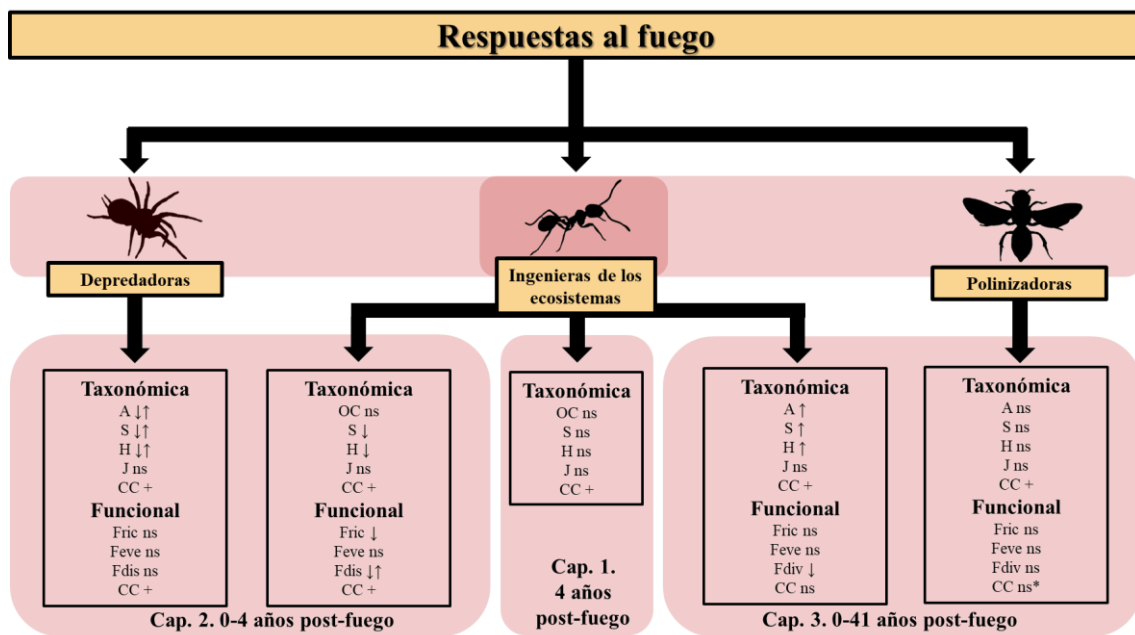 Respuestas al fuego
Depredadoras
Ingenieras de los
ecosistemas
Polinizadoras
Taxonómica
A ↓↑
S ↓↑
H ↓↑
J ns
CC +
Funcional
Fric ns
Feve ns
Fdis ns
CC +
Taxonómica
OC ns
S ↓
H ↓
J ns
CC +
Funcional
Fric ↓
Feve ns
Fdis ↓↑
CC +
Cap. 2. 0-4 años post-fuego
Taxonómica
OC ns
S ns
H ns
J ns
CC +
Cap. 1.
4 años
post-fuego
Taxonómica
A ↑
S ↑
H ↑
J ns
CC +
Funcional
Fric ns
Feve ns
Fdiv ↓
CC ns
Taxonómica
A ns
S ns
H ns
J ns
CC +
Funcional
Fric ns
Feve ns
Fdiv ns
CC ns*
Cap. 3. 0-41 años post-fuego